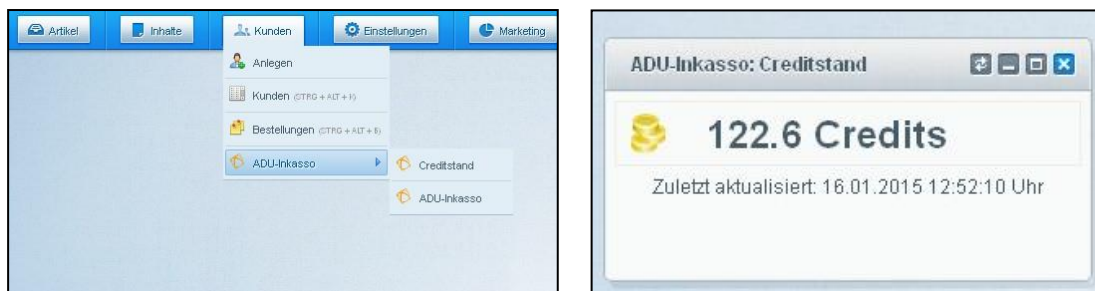 Artikel Inhalte Kunden Einstellungen Marketing
Anlegen
Kunden (STRG + ALT + K)
Bestellungen (STRG + ALT + B)
ADU-Inkasso
Creditstand
ADU-Inkasso
ADU-Inkasso: Creditstand
122.6 Credits
Zuletzt aktualisiert: 16.01.2015 12:52:10 Uhr